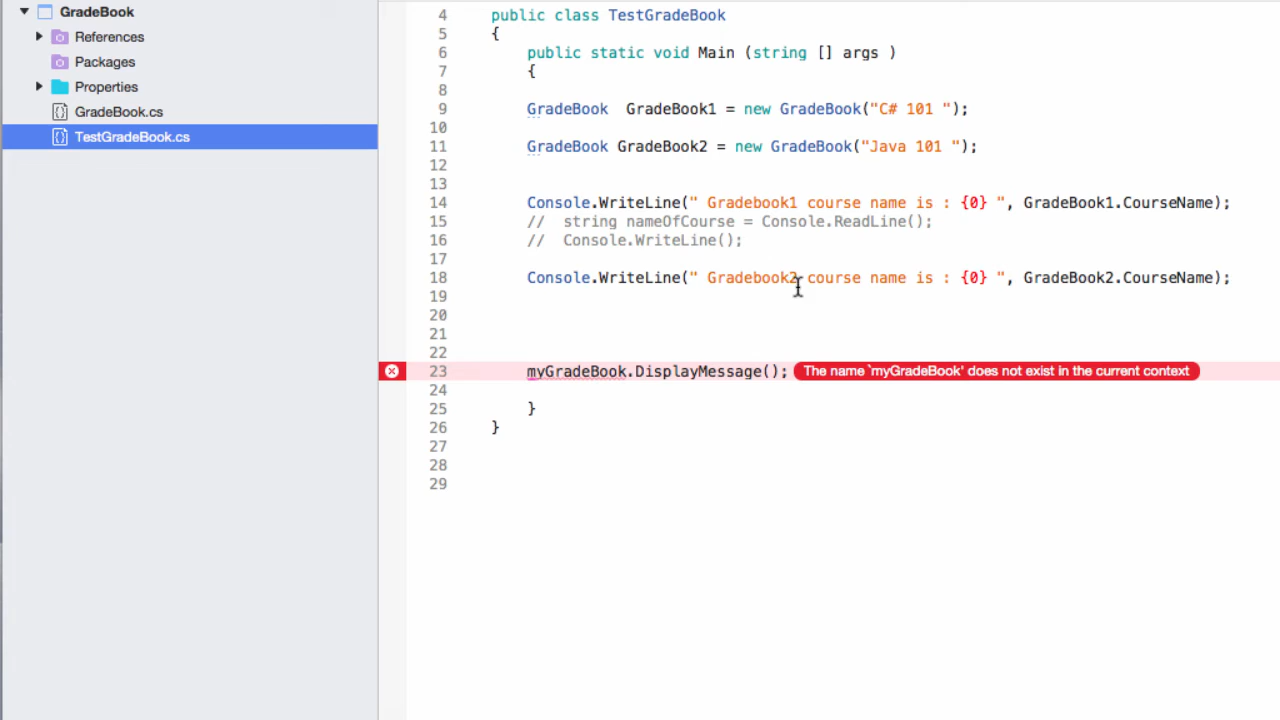 GradeBook
References
Packages
Properties
GradeBook.cs
TestGradeBook.cs
4 public class TestGradeBook
5 {
6 public static void Main (string [] args )
7 {
8
9 GradeBook  GradeBook1 = new GradeBook("C# 101 ");
10
11 GradeBook GradeBook2 = new GradeBook("Java 101 ");
12
13
14 Console.WriteLine(" Gradebook1 course name is : {0} ", GradeBook1.CourseName);
15 //  string nameOfCourse = Console.ReadLine();
16 //  Console.WriteLine();
17
18 Console.WriteLine(" Gradebook2 course name is : {0} ", GradeBook2.CourseName);
19
20
21
22
23 myGradeBook.DisplayMessage(); The name `myGradeBook' does not exist in the current context
24
25 }
26 }
27
28
29